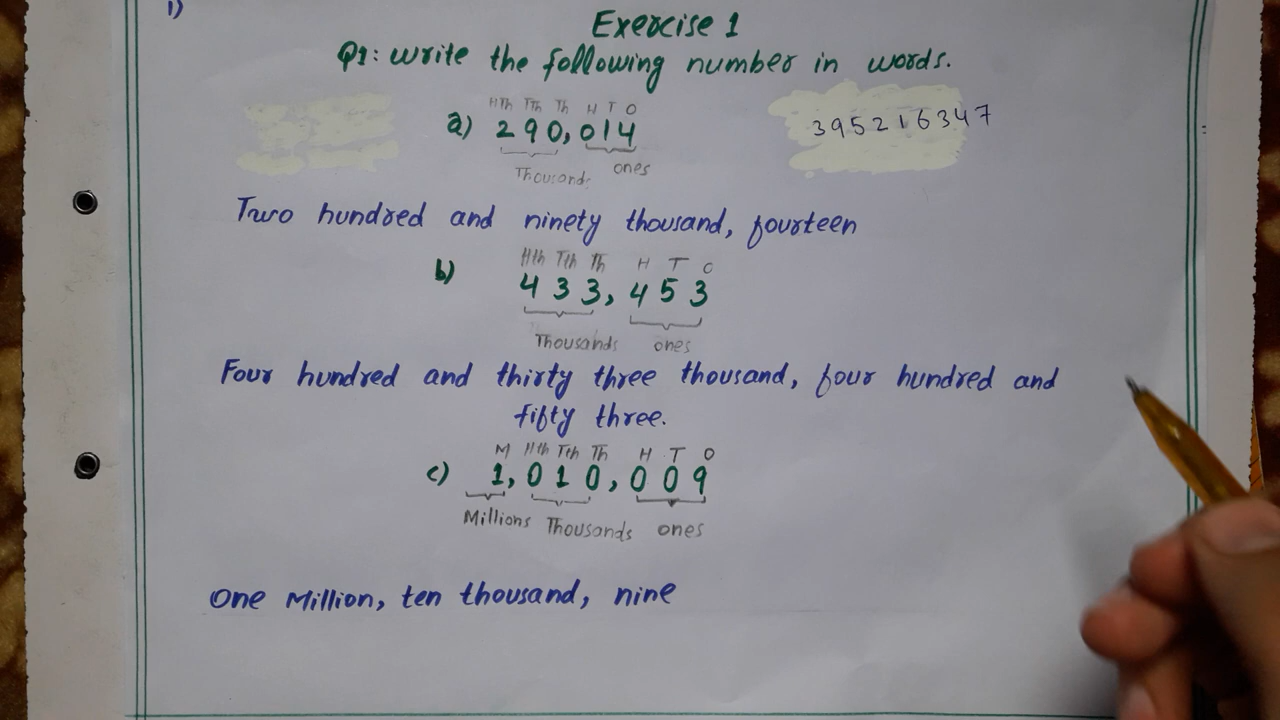 1)
Exercise 1
Q1: Write the following number in words.
HTh TTh Th H T O
a) 290,014
395216347
Thousands ones
Two hundred and ninety thousand, fourteen
Hth Tth Th H T O
b) 433,453
Thousands ones
Four hundred and thirty three thousand, four hundred and
fifty three.
M Hth Tth Th H T O
c) 1,010,009
Millions Thousands ones
One Million, ten thousand, nine